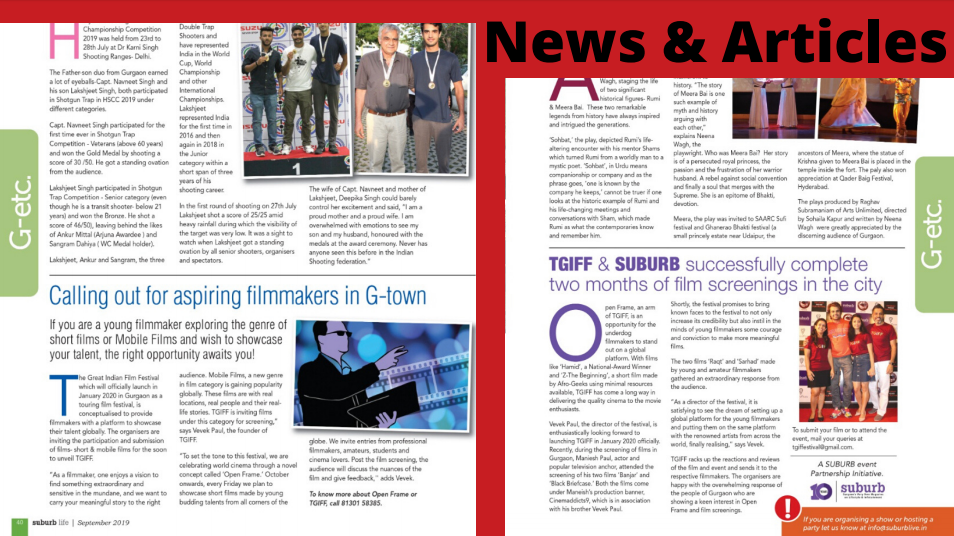 News & Articles
G-etc.
H
Championship Competition
2019 was held from 23rd to
28th July at Dr Karni Singh
Shooting Ranges- Delhi.
The Father-son duo from Gurgaon earned
a lot of eyeballs-Capt. Navneet Singh and
his son Lakshjeet Singh, both participated
in Shotgun Trap in HSCC 2019 under
different categories.
Capt. Navneet Singh participated for the
first time ever in Shotgun Trap
Competition - Veterans (above 60 years)
and won the Gold Medal by shooting a
score of 30 /50. He got a standing ovation
from the audience.
Lakshjeet Singh participated in Shotgun
Trap Competition - Senior category (even
though he is a transit shooter- below 21
years) and won the Bronze. He shot a
score of 46/50), leaving behind the likes
of Ankur Mittal (Arjuna Awardee ) and
Sangram Dahiya ( WC Medal holder).
Lakshjeet, Ankur and Sangram, the three
Double Trap
Shooters and
have represented
India in the World
Cup, World
Championship
and other
International
Championships.
Lakshjeet
represented India
for the first time in
2016 and then
again in 2018 in
the Junior
category within a
short span of three
years of his
shooting career.
In the first round of shooting on 27th July
Lakshjeet shot a score of 25/25 amid
heavy rainfall during which the visibility of
the target was very low. It was a sight to
watch when Lakshjeet got a standing
ovation by all senior shooters, organisers
and spectators.
1
The wife of Capt. Navneet and mother of
Lakshjeet, Deepika Singh could barely
control her excitement and said, "I am a
proud mother and a proud wife. I am
overwhelmed with emotions to see my
son and my husband, honoured with the
medals at the award ceremony. Never has
anyone seen this before in the Indian
Shooting federation."
Calling out for aspiring filmmakers in G-town
If you are a young filmmaker exploring the genre of
short films or Mobile Films and wish to showcase
your talent, the right opportunity awaits you!
The Great Indian Film Festival
which will officially launch in
January 2020 in Gurgaon as a
touring film festival, is
conceptualised to provide
filmmakers with a platform to showcase
their talent globally. The organisers are
inviting the participation and submission
of films- short & mobile films for the soon
to unveil TGIFF.
"As a filmmaker, one enjoys a vision to
find something extraordinary and
sensitive in the mundane, and we want to
carry your meaningful story to the right
audience. Mobile Films, a new genre
in film category is gaining popularity
globally. These films are with real
locations, real people and their real-
life stories. TGIFF is inviting films
under this category for screening,"
says Vevek Paul, the founder of
TGIFF.
"To set the tone to this festival, we are
celebrating world cinema through a novel
concept called 'Open Frame.' October
onwards, every Friday we plan to
showcase short films made by young
budding talents from all corners of the
globe. We invite entries from professional
filmmakers, amateurs, students and
cinema lovers. Post the film screening, the
audience will discuss the nuances of the
film and give feedback," adds Vevek.
To know more about Open Frame or
TGIFF, call 81301 58385.
40 suburb life | September 2019
A
Wagh, staging the life
of two significant
historical figures- Rumi
& Meera Bai. These two remarkable
legends from history have always inspired
and intrigued the generations.
'Sohbat,' the play, depicted Rumi's life-
altering encounter with his mentor Shams
which turned Rumi from a worldly man to a
mystic poet. 'Sohbat', in Urdu means
companionship or company and as the
phrase goes, 'one is known by the
company he keeps,' cannot be truer if one
looks at the historic example of Rumi and
his life-changing meetings and
conversations with Sham, which made
Rumi as what the contemporaries know
and remember him.
history. "The story
of Meera Bai is one
such example of
myth and history
arguing with
each other,"
explains Neena
Wagh, the
playwright. Who was Meera Bai? Her story
is of a persecuted royal princess, the
passion and the frustration of her warrior
husband. A rebel against social convention
and finally a soul that merges with the
Supreme. She is an epitome of Bhakti,
devotion.
Meera, the play was invited to SAARC Sufi
festival and Ghanerao Bhakti festival (a
small princely estate near Udaipur, the
ancestors of Meera, where the statue of
Krishna given to Meera Bai is placed in the
temple inside the fort. The paly also won
appreciation at Qader Baig Festival,
Hyderabad.
The plays produced by Raghav
Subramaniam of Arts Unlimited, directed
by Sohaila Kapur and written by Neena
Wagh were greatly appreciated by the
discerning audience of Gurgaon.
G-etc.
TGIFF & SUBURB successfully complete
two months of film screenings in the city
Open Frame, an arm
of TGIFF, is an
opportunity for the
underdog
filmmakers to stand
out on a global
platform. With films
like 'Hamid', a National-Award Winner
and 'Z-The Beginning', a short film made
by Afro-Geeks using minimal resources
available, TGIFF has come a long way in
delivering the quality cinema to the movie
enthusiasts.
Vevek Paul, the director of the festival, is
enthusiastically looking forward to
launching TGIFF in January 2020 officially.
Recently, during the screening of films in
Gurgaon, Maniesh Paul, actor and
popular television anchor, attended the
screening of his two films 'Banjar' and
'Black Briefcase.' Both the films come
under Maneish's production banner,
Cinemaddicts9, which is in association
with his brother Vevek Paul.
Shortly, the festival promises to bring
known faces to the festival to not only
increase its credibility but also instil in the
minds of young filmmakers some courage
and conviction to make more meaningful
films.
The two films 'Raqt' and 'Sarhad' made
by young and amateur filmmakers
gathered an extraordinary response from
the audience.
"As a director of the festival, it is
satisfying to see the dream of setting up a
global platform for the young filmmakers
and putting them on the same platform
with the renowned artists from across the
world, finally realising," says Vevek.
TGIFF racks up the reactions and reviews
of the film and event and sends it to the
respective filmmakers. The organisers are
happy with the overwhelming response of
the people of Gurgaon who are
showing a keen interest in Open
Frame and film screenings.
To submit your film or to attend the
event, mail your queries at
tgiffestival@gmail.com.
A SUBURB event
Partnership Initiative.
10 suburb
! If you are organising a show or hosting a
party let us know at info@suburblive.in